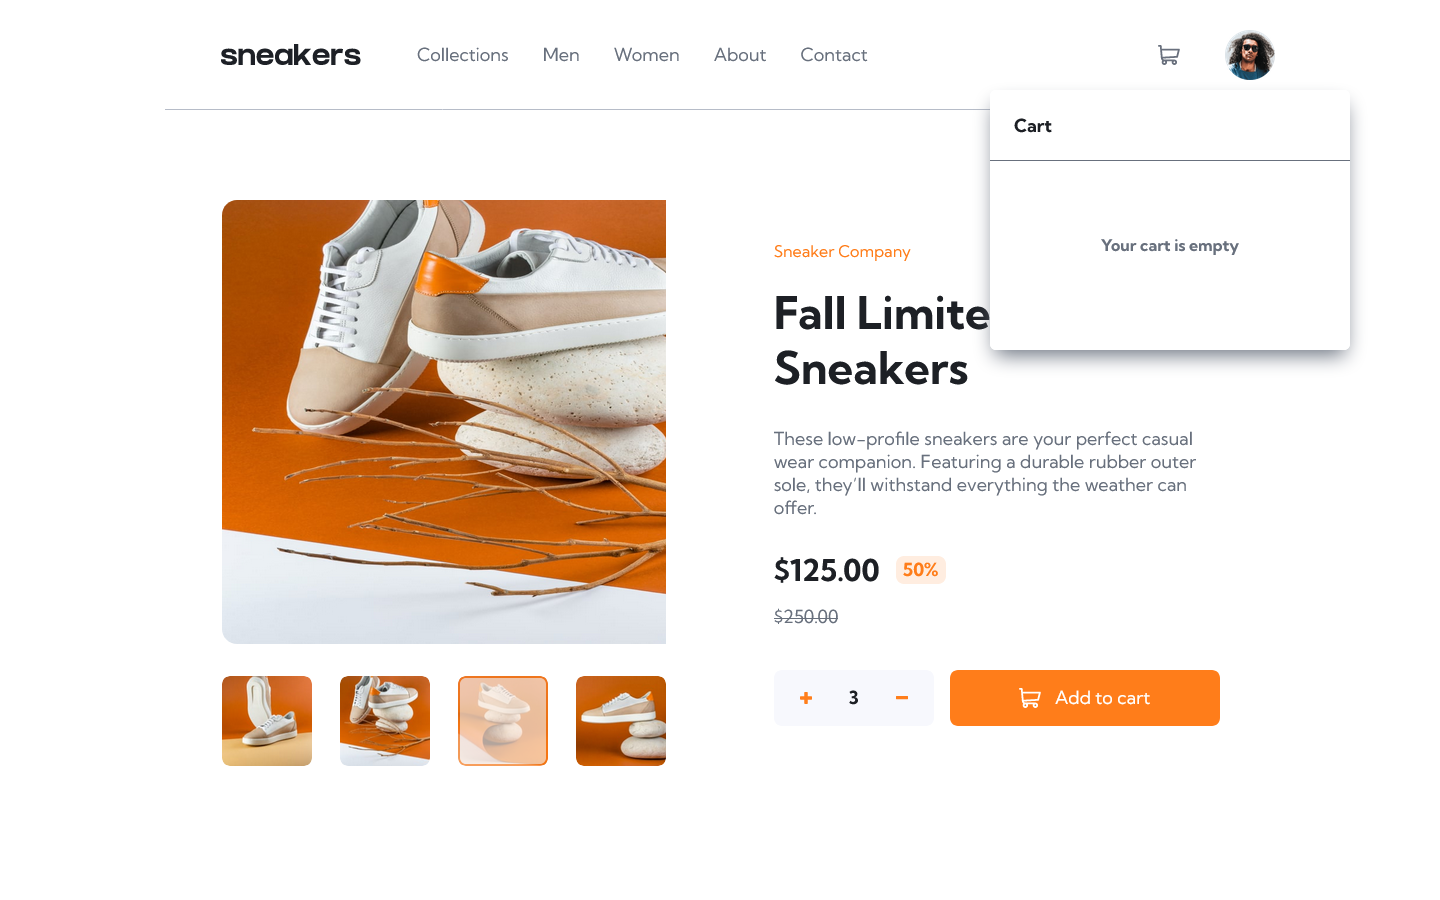 sneakers
Collections
Men
Women
About
Contact
Cart
Your cart is empty
Sneaker Company
Fall Limite
Sneakers
These low-profile sneakers are your perfect casual
wear companion. Featuring a durable rubber outer
sole, they’ll withstand everything the weather can
offer.
$125.00
50%
$250.00
+
3
−
Add to cart